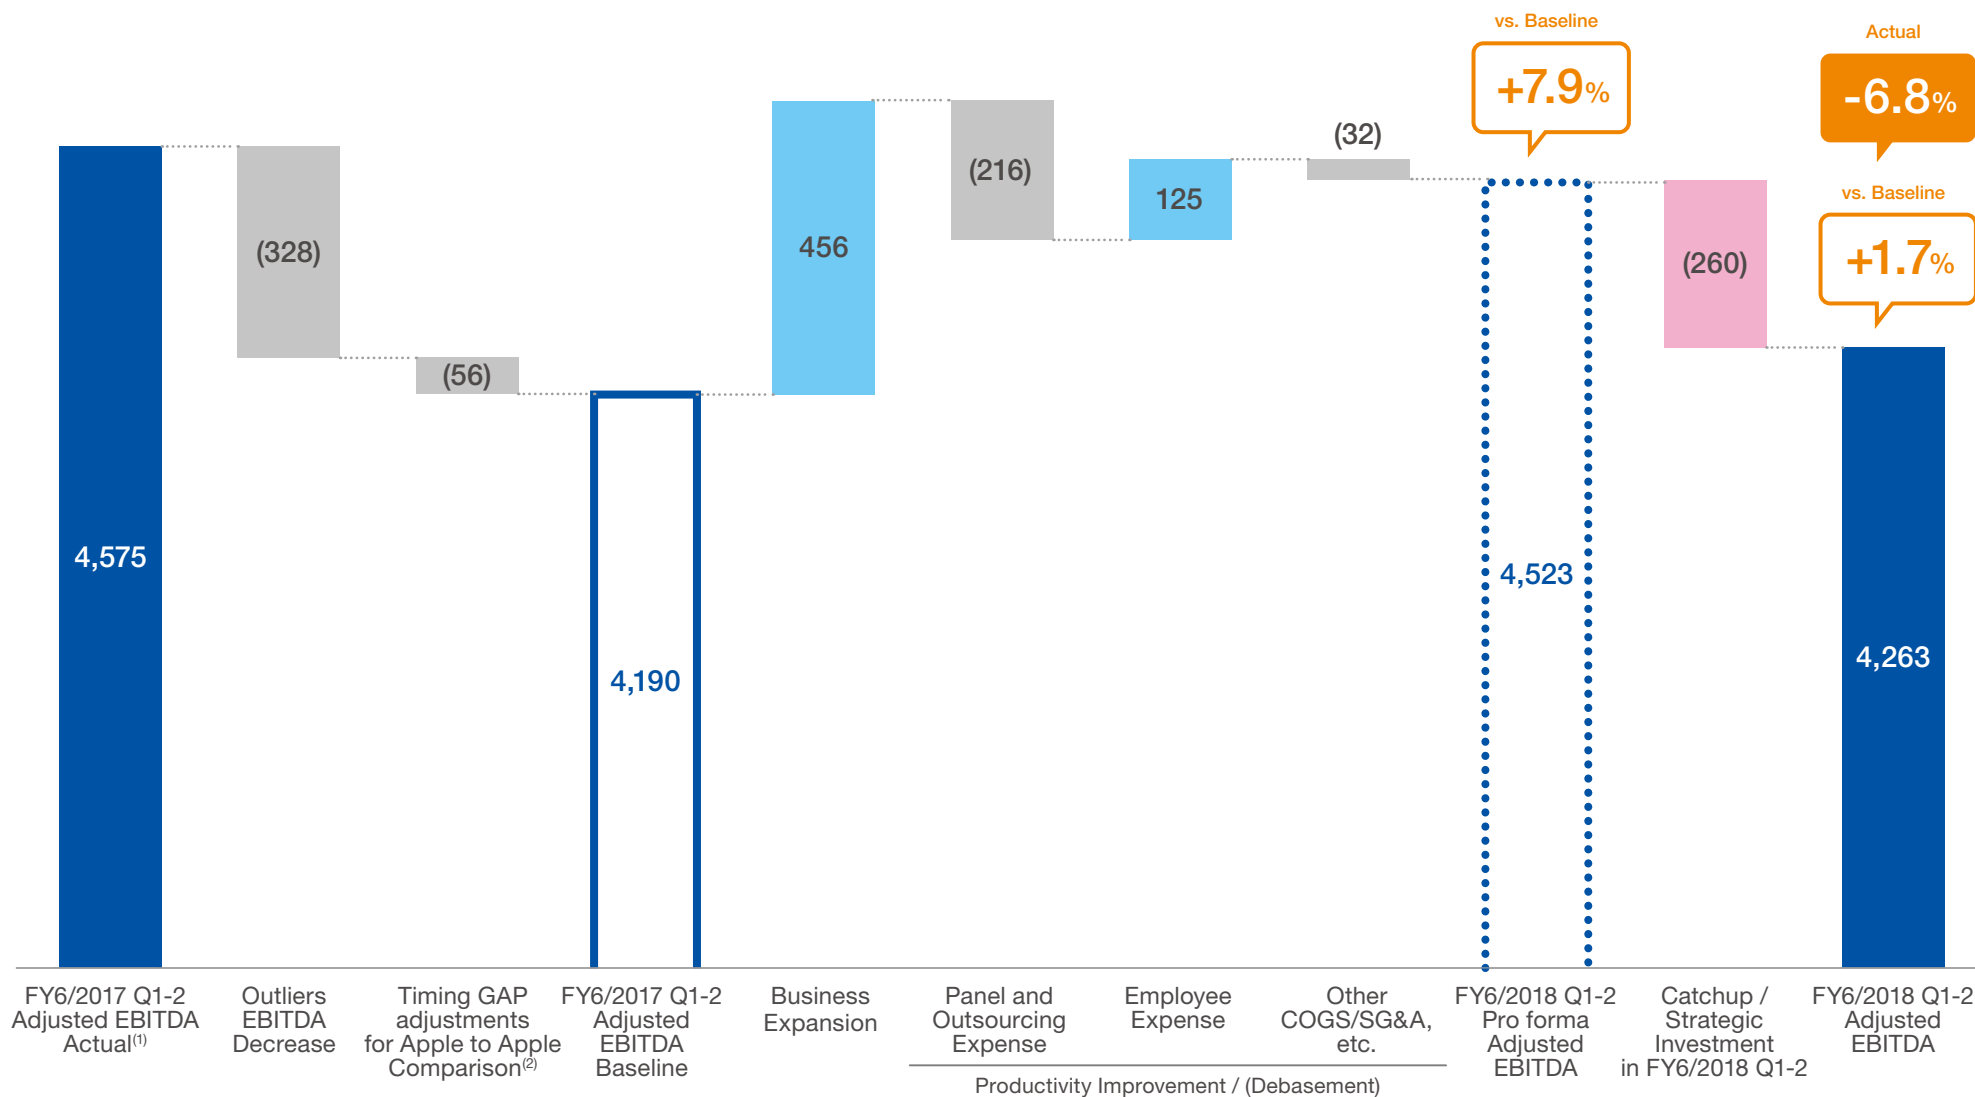 vs. Baseline
+7.9%
Actual
-6.8%
vs. Baseline
+1.7%
4,575
(328)
(56)
4,190
456
(216)
125
(32)
4,523
(260)
4,263
FY6/2017 Q1-2
Adjusted EBITDA
Actual(1)
Outliers
EBITDA
Decrease
Timing GAP
adjustments
for Apple to Apple
Comparison(2)
FY6/2017 Q1-2
Adjusted
EBITDA
Baseline
Business
Expansion
Panel and
Outsourcing
Expense
Employee
Expense
Other
COGS/SG&A,
etc.
Productivity Improvement / (Debasement)
FY6/2018 Q1-2
Pro forma
Adjusted
EBITDA
Catchup /
Strategic
Investment
in FY6/2018 Q1-2
FY6/2018 Q1-2
Adjusted
EBITDA